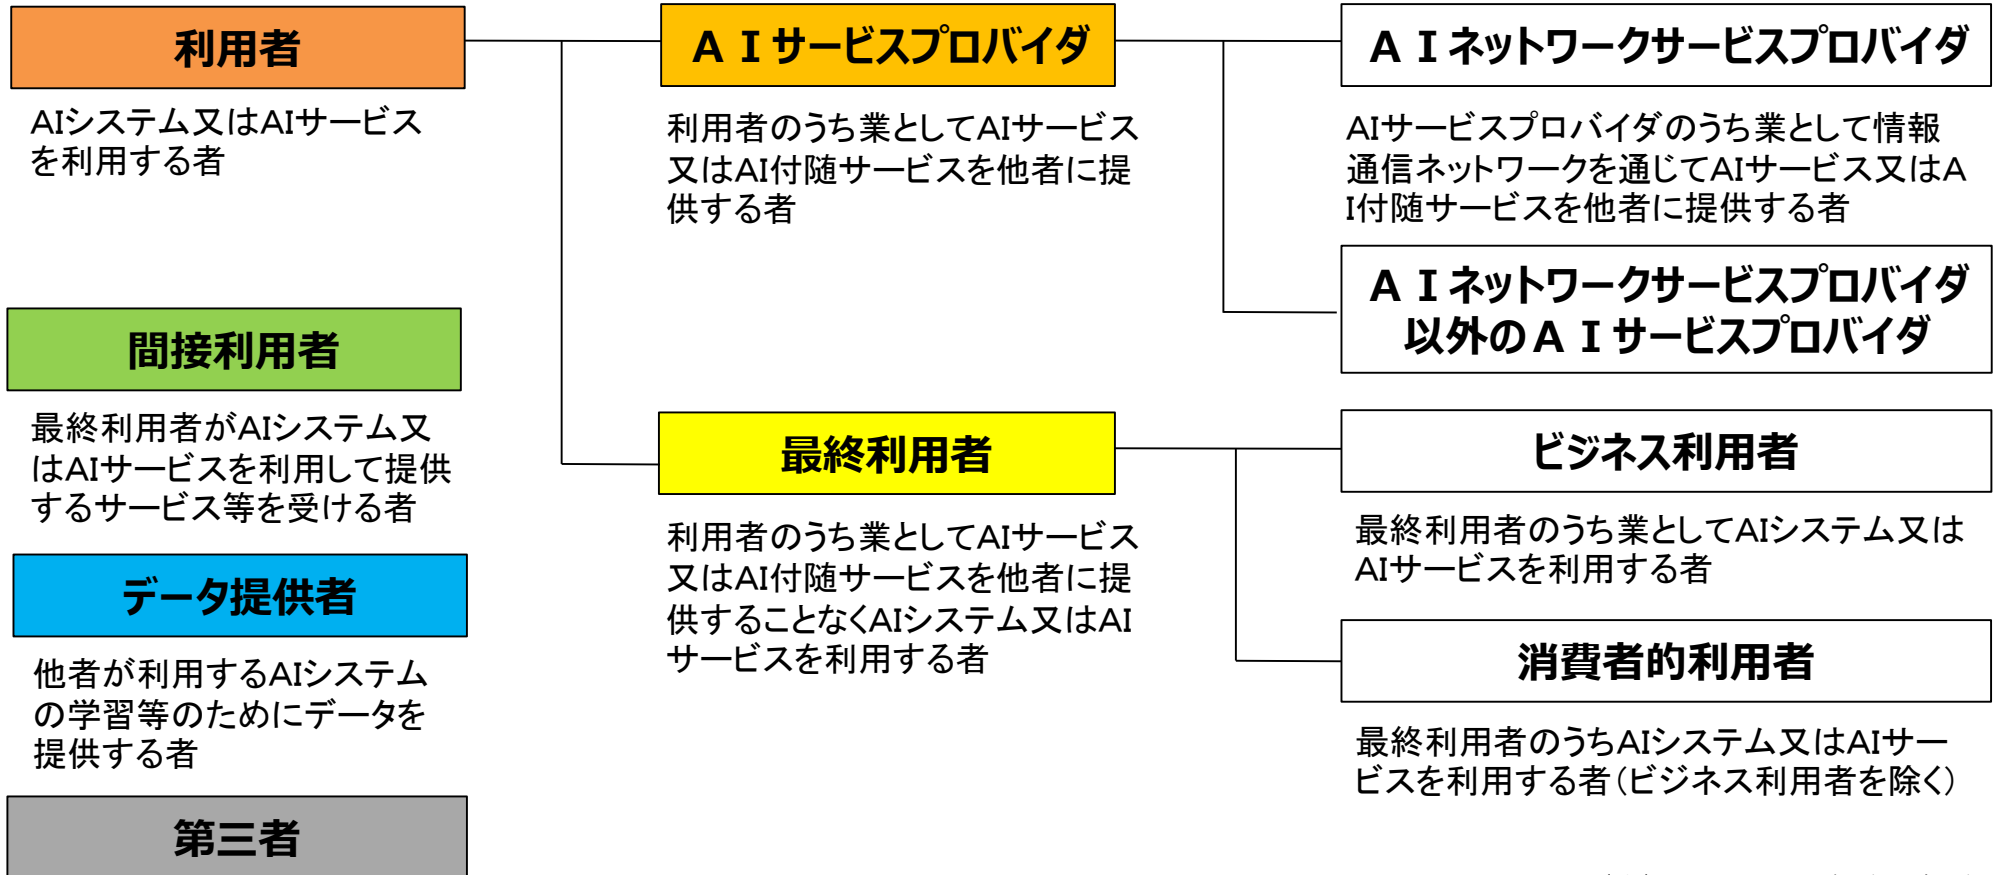 利用者
AIシステム又はAIサービス
を利用する者
間接利用者
最終利用者がAIシステム又
はAIサービスを利用して提供
するサービス等を受ける者
データ提供者
他者が利用するAIシステム
の学習等のためにデータを
提供する者
第三者
ＡＩサービスプロバイダ
利用者のうち業としてAIサービス
又はAI付随サービスを他者に提
供する者
最終利用者
利用者のうち業としてAIサービス
又はAI付随サービスを他者に提
供することなくAIシステム又はAI
サービスを利用する者
ＡＩネットワークサービスプロバイダ
AIサービスプロバイダのうち業として情報
通信ネットワークを通じてAIサービス又はA
I付随サービスを他者に提供する者
ＡＩネットワークサービスプロバイダ
以外のＡＩサービスプロバイダ
ビジネス利用者
最終利用者のうち業としてAIシステム又は
AIサービスを利用する者
消費者的利用者
最終利用者のうちAIシステム又はAIサー
ビスを利用する者（ビジネス利用者を除く）